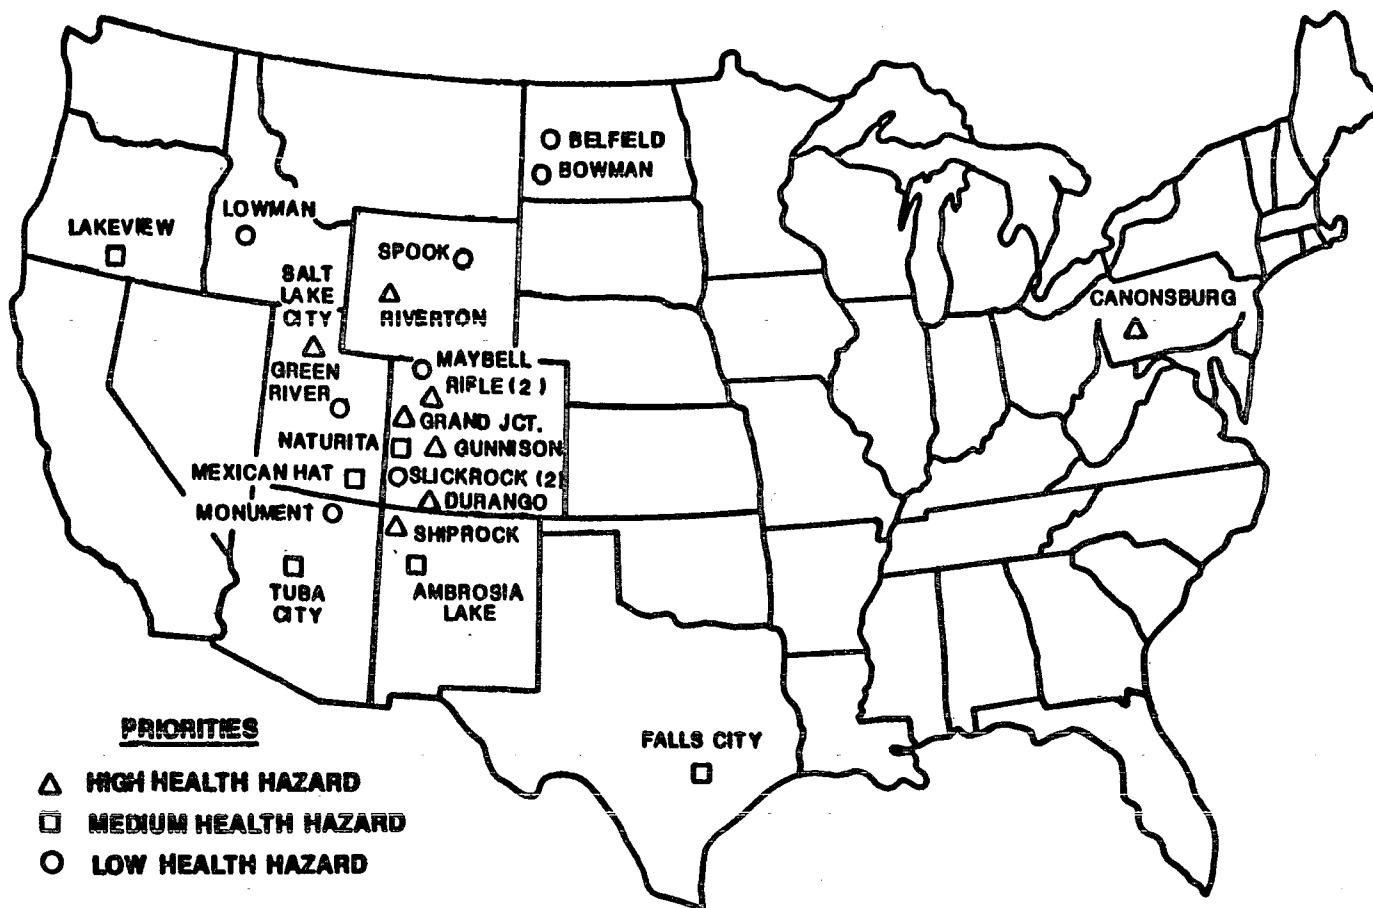 BELFIELD
BOWMAN
LOWMAN
LAKEVIEW
SPOOK
SALT
LAKE
CITY
RIVERTON
CANONSBURG
MAYBELL
GREEN
RIVER
RIFLE (2)
GRAND JCT.
NATURITA
GUNNISON
MEXICAN HAT
SLICKROCK (2)
DURANGO
MONUMENT
SHIPROCK
TUBA
CITY
AMBROSIA
LAKE
FALLS CITY
PRIORITIES
HIGH HEALTH HAZARD
MEDIUM HEALTH HAZARD
LOW HEALTH HAZARD